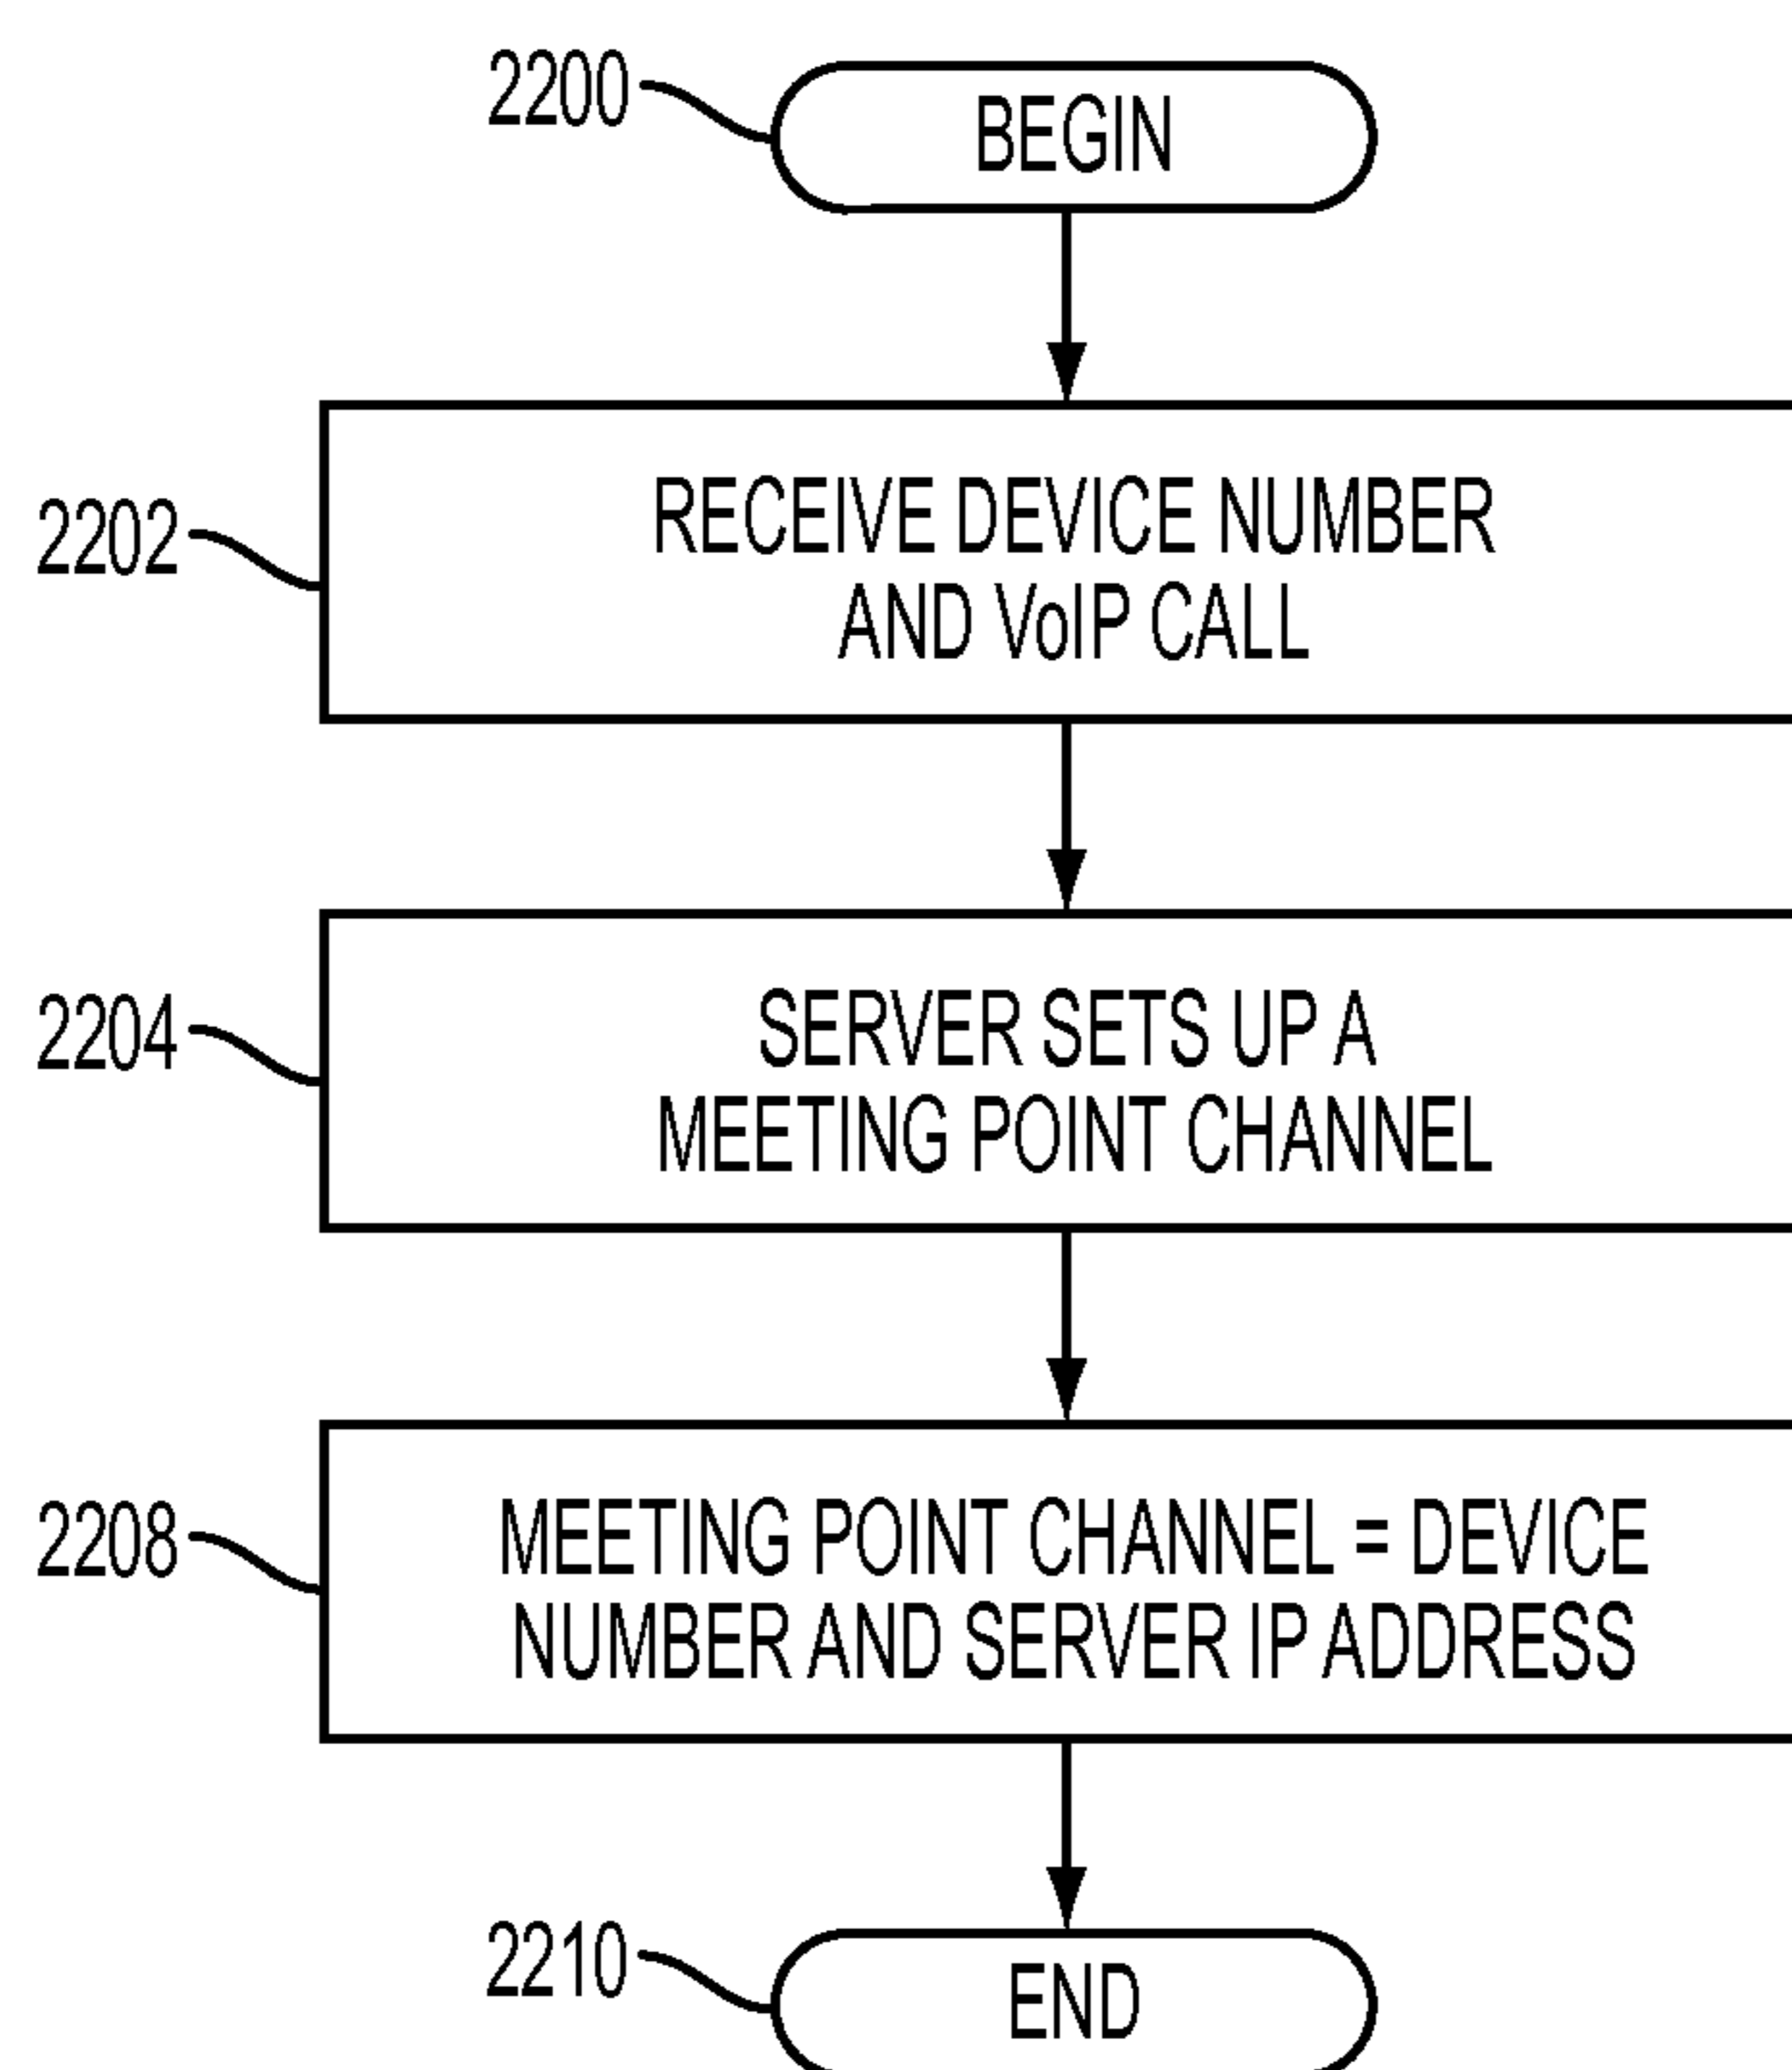 2200
BEGIN
2202
RECEIVE DEVICE NUMBER
AND VoIP CALL
2204
SERVER SETS UP A
MEETING POINT CHANNEL
2208
MEETING POINT CHANNEL = DEVICE
NUMBER AND SERVER IP ADDRESS
2210
END